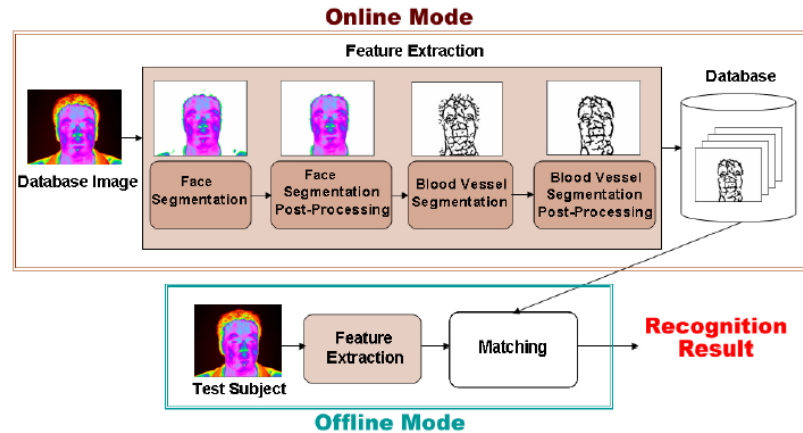 Online Mode
Feature Extraction
Database
Database Image
Face
Segmentation
Face
Segmentation
Post-Processing
Blood Vessel
Segmentation
Blood Vessel
Segmentation
Post-Processing
Test Subject
Feature
Extraction
Matching
Recognition
Result
Offline Mode